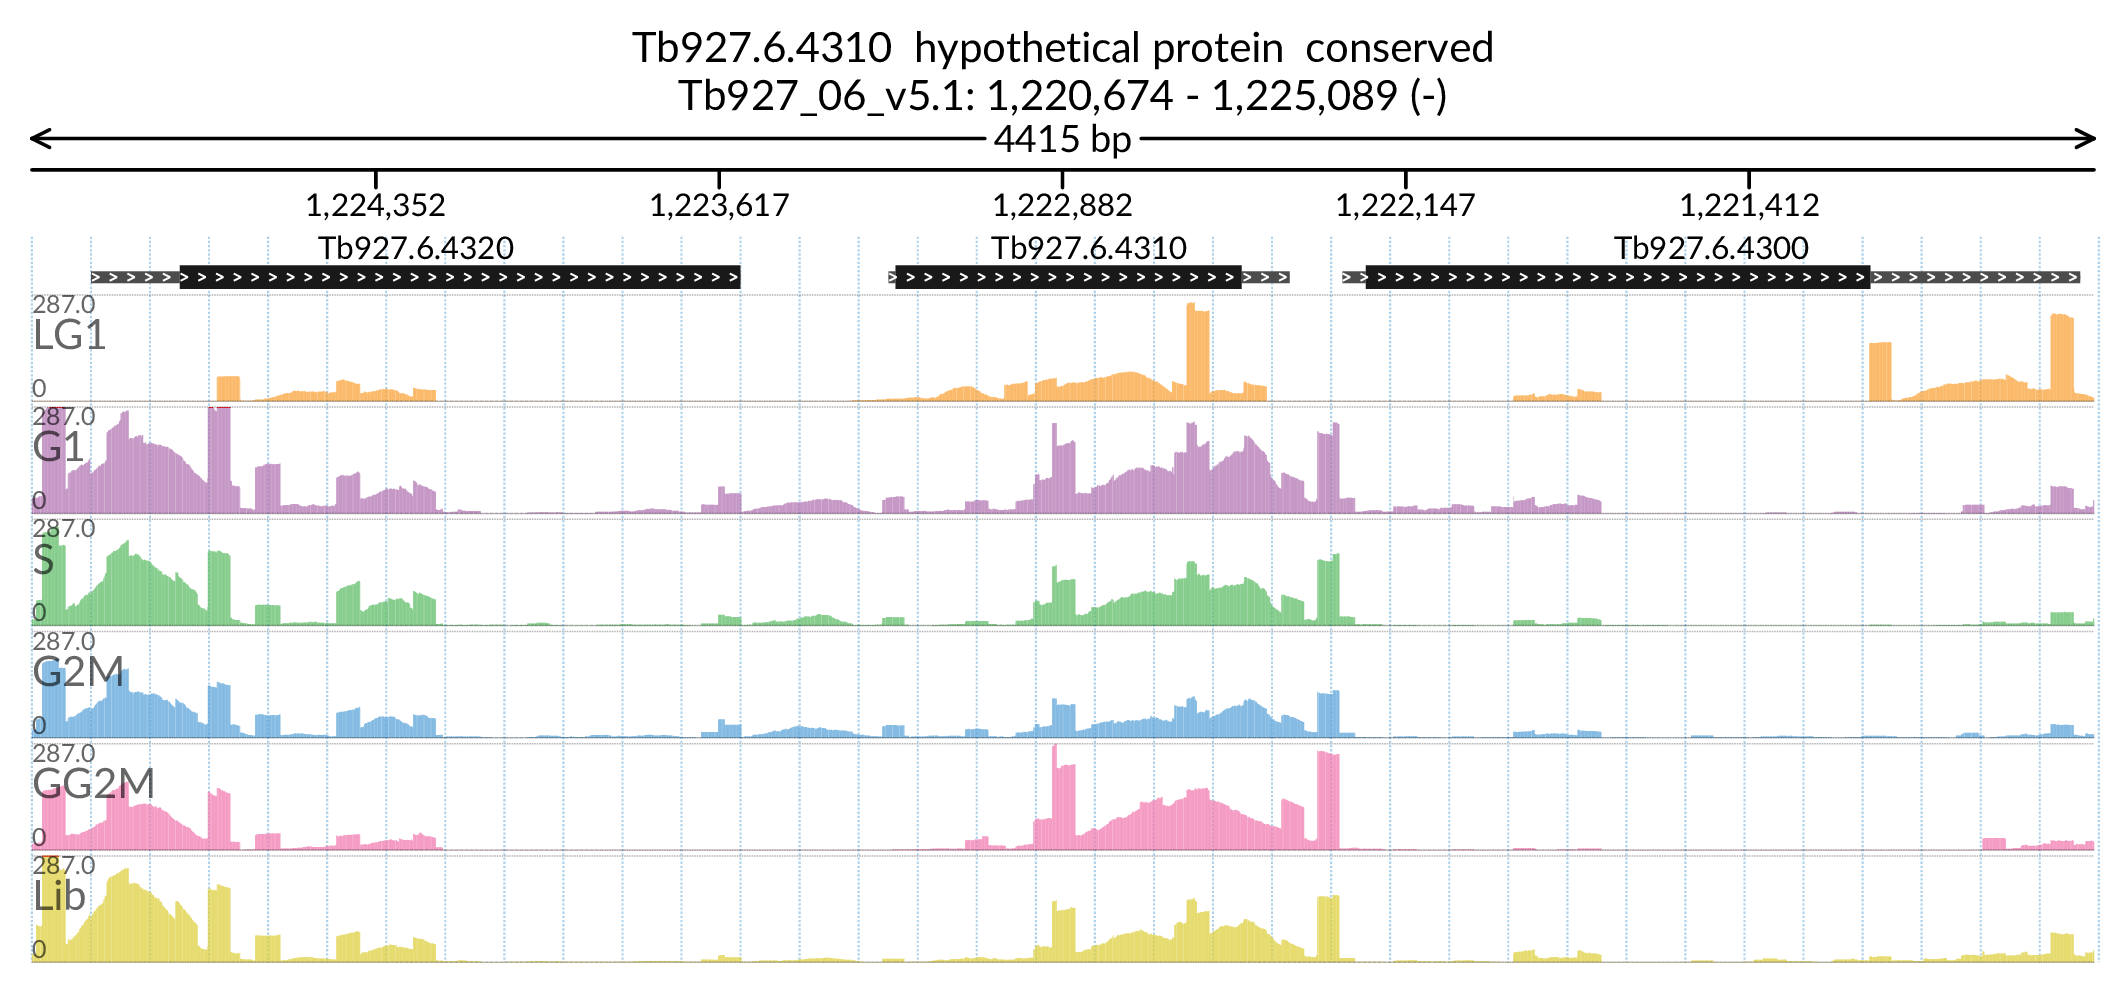 Tb927.6.4310 hypothetical protein conserved
Tb927_06_v5.1: 1,220,674 - 1,225,089 (-)
4415 bp
1,224,352 1,223,617 1,222,882 1,222,147 1,221,412
Tb927.6.4320 Tb927.6.4310 Tb927.6.4300
287.0
LG1
0
287.0
G1
0
287.0
S
0
287.0
G2M
0
287.0
GG2M
0
287.0
Lib
0